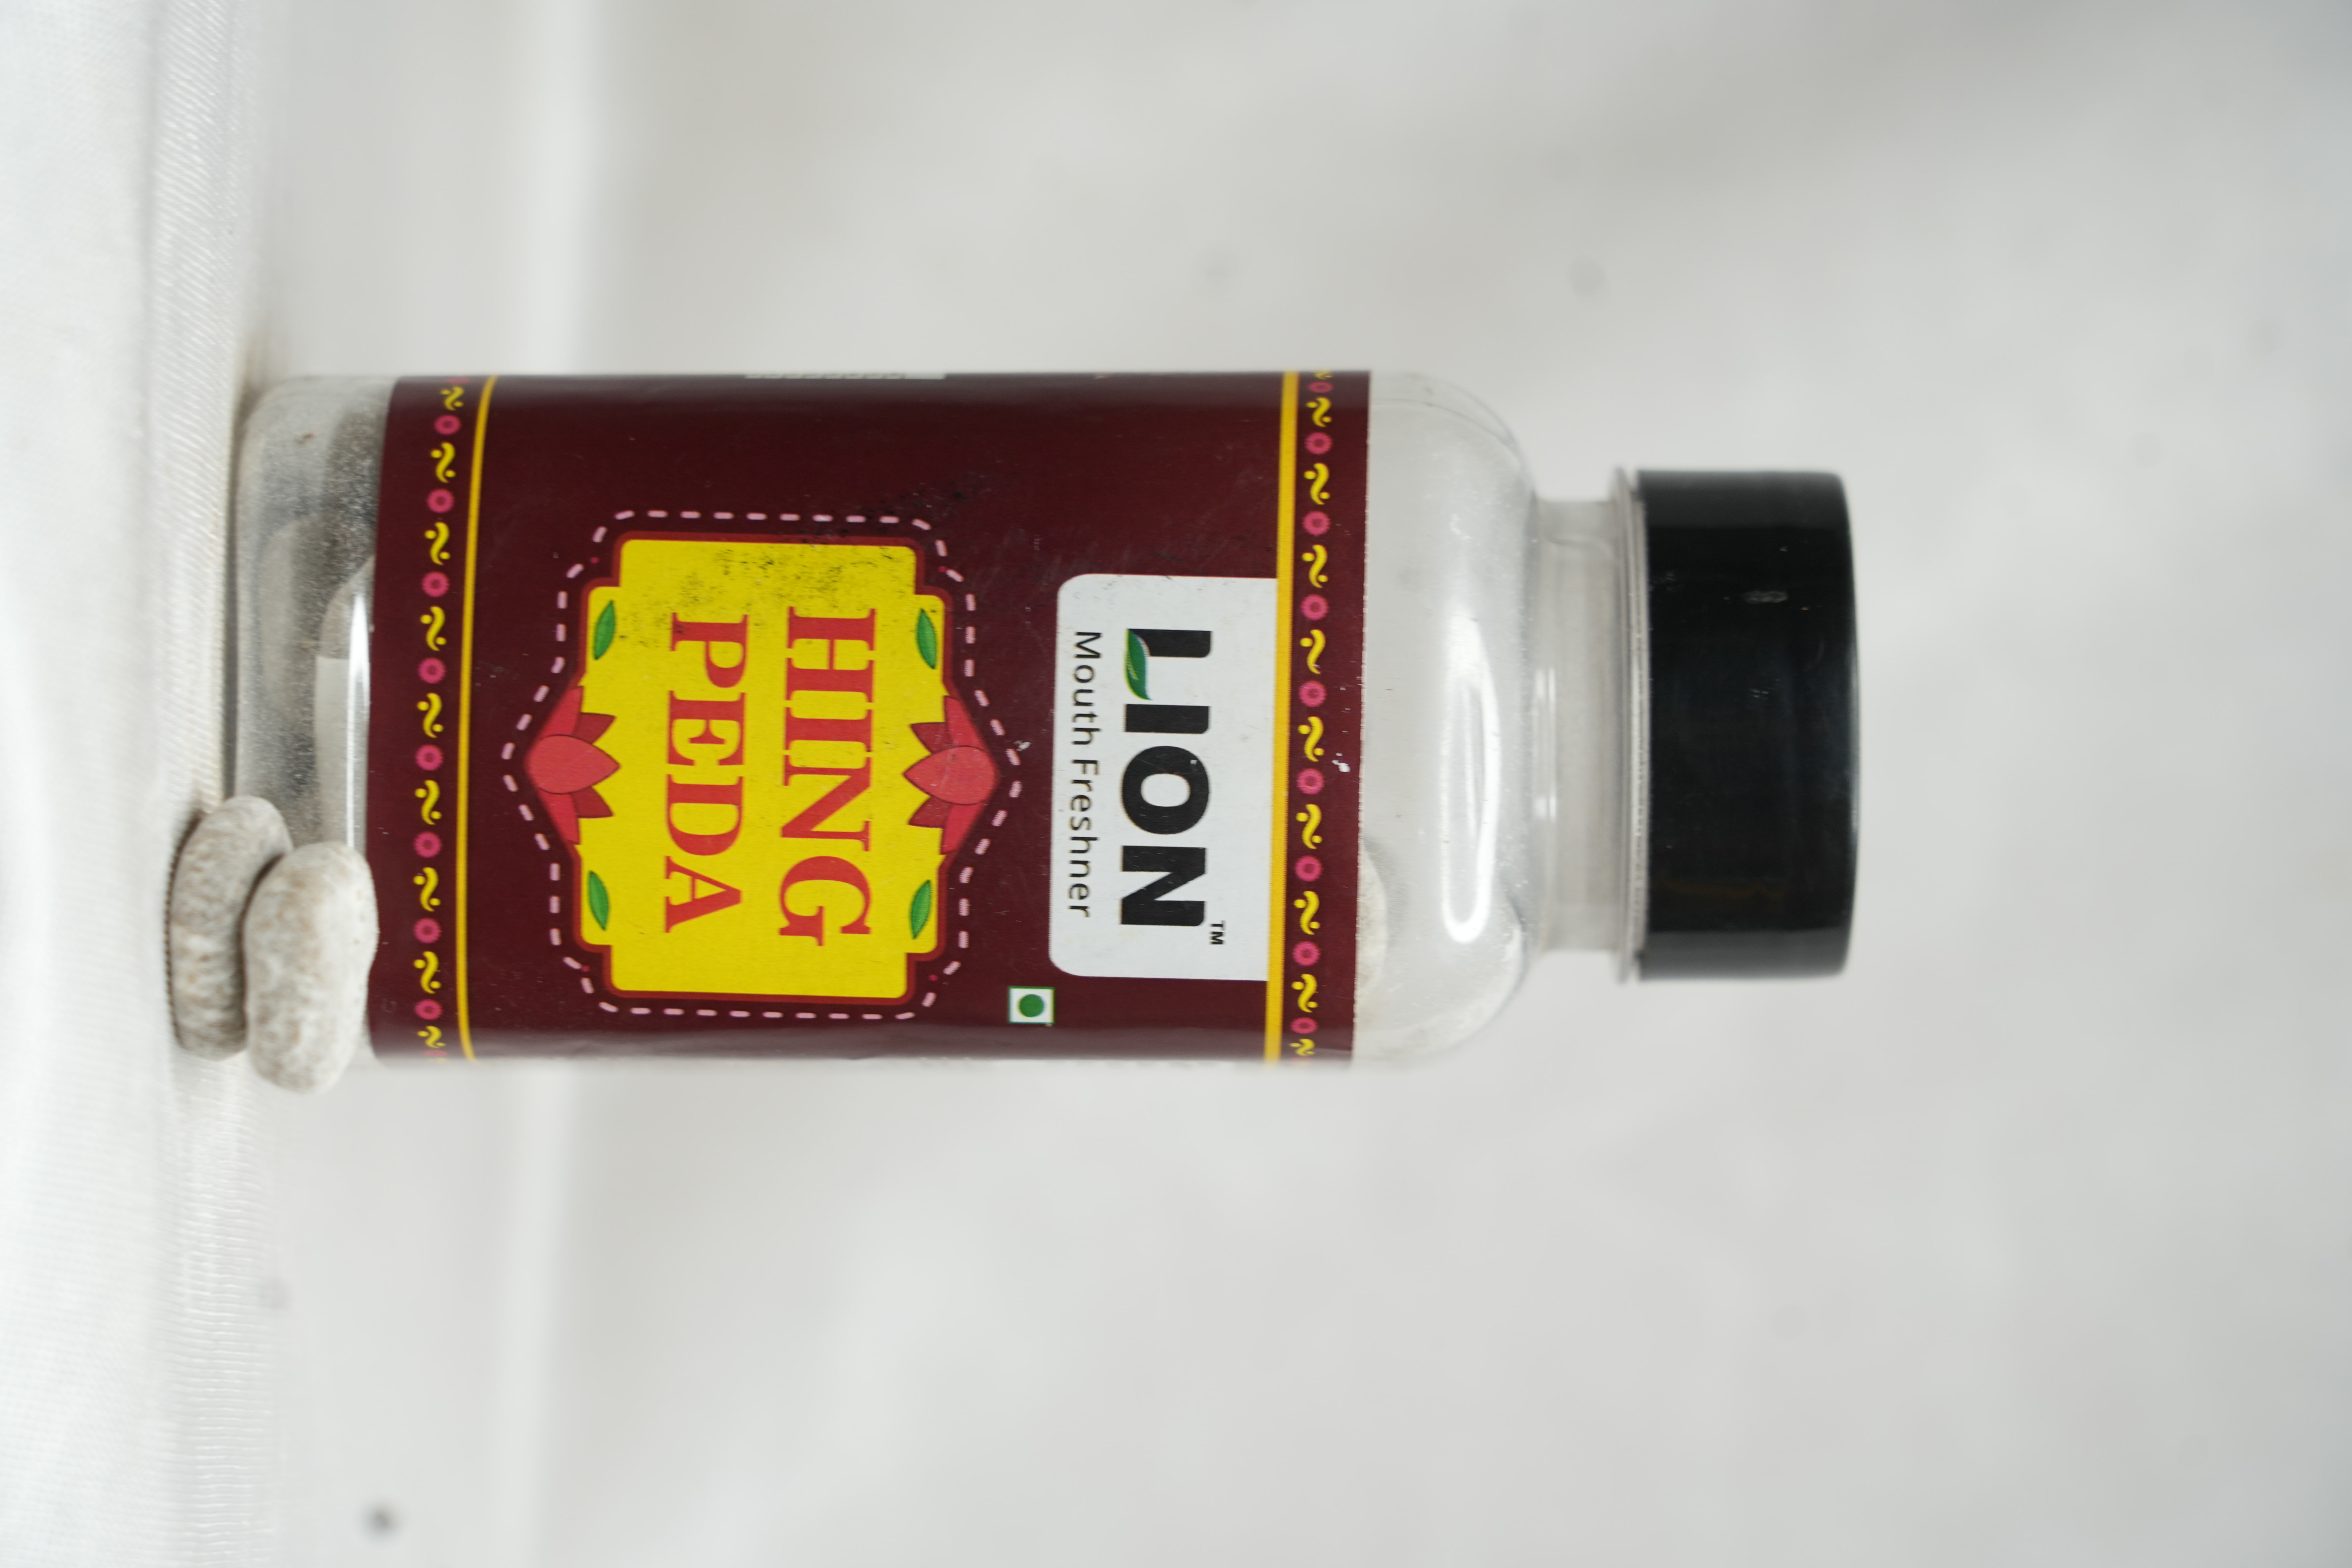 LION™
Mouth Freshner
HING
PEDA